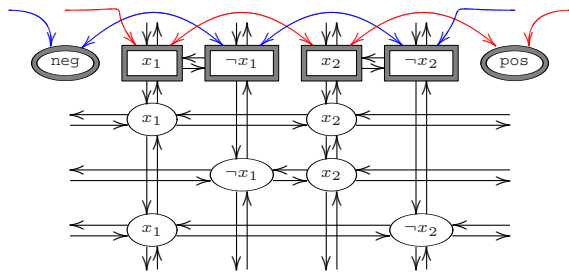 neg x₁ ¬x₁ x₂ ¬x₂ pos
x₁ x₂
¬x₁ x₂
x₁ ¬x₂